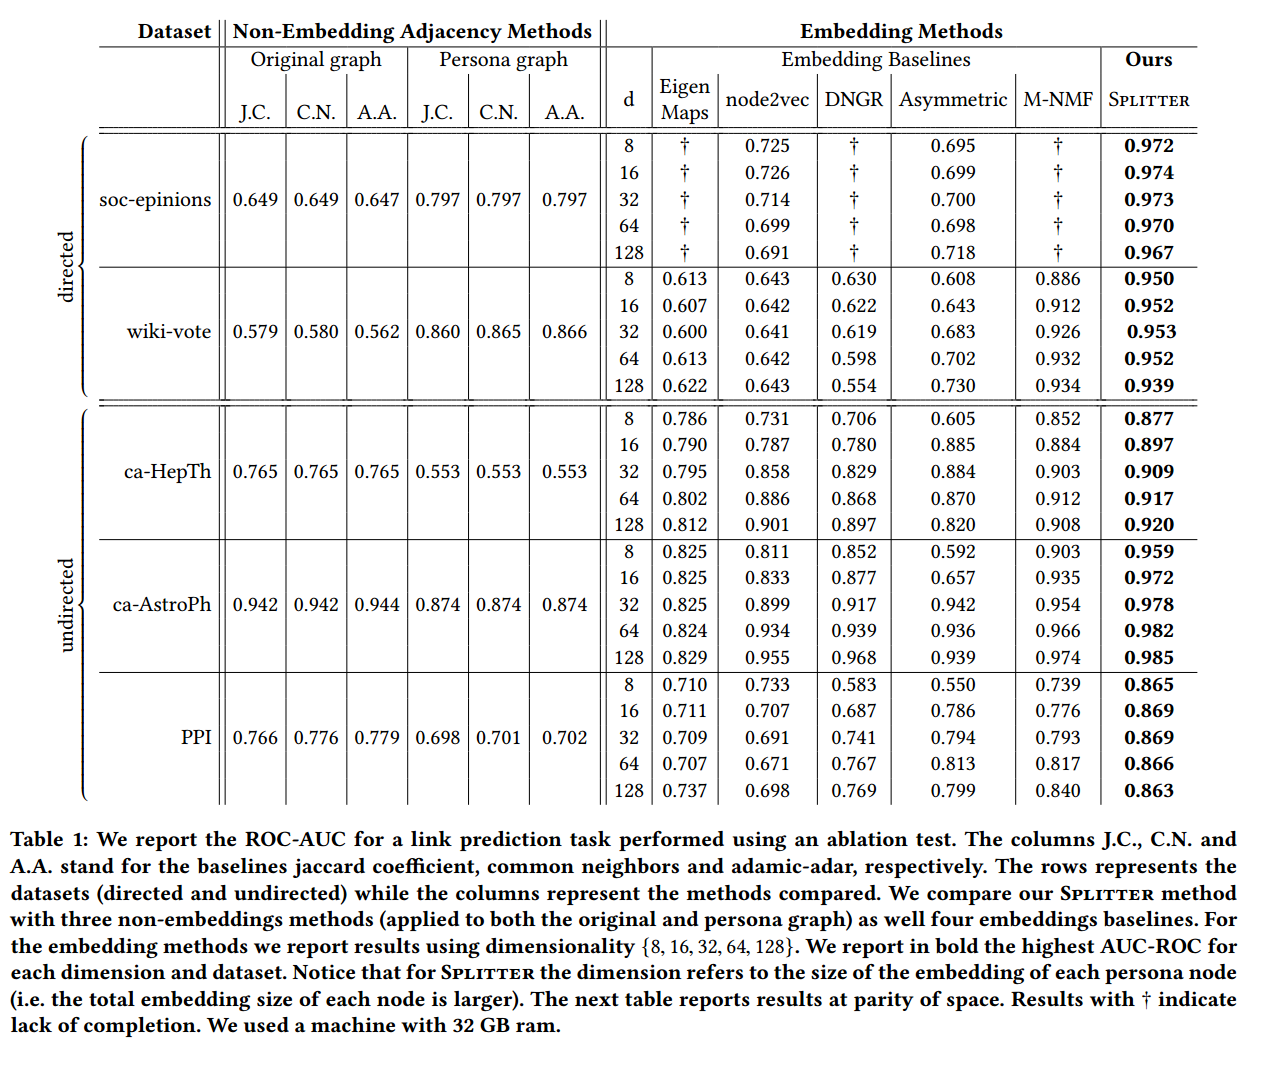 Dataset Non-Embedding Adjacency Methods Embedding Methods
Original graph Persona graph Embedding Baselines Ours
J.C. C.N. A.A. J.C. C.N. A.A. d Eigen Maps node2vec DNGR Asymmetric M-NMF SPLITTER
directed
8 † 0.725 † 0.695 † 0.972
16 † 0.726 † 0.699 † 0.974
soc-epinions 0.649 0.649 0.647 0.797 0.797 0.797 32 † 0.714 † 0.700 † 0.973
64 † 0.699 † 0.698 † 0.970
128 † 0.691 † 0.718 † 0.967
8 0.613 0.643 0.630 0.608 0.886 0.950
16 0.607 0.642 0.622 0.643 0.912 0.952
wiki-vote 0.579 0.580 0.562 0.860 0.865 0.866 32 0.600 0.641 0.619 0.683 0.926 0.953
64 0.613 0.642 0.598 0.702 0.932 0.952
128 0.622 0.643 0.554 0.730 0.934 0.939
undirected
8 0.786 0.731 0.706 0.605 0.852 0.877
16 0.790 0.787 0.780 0.885 0.884 0.897
ca-HepTh 0.765 0.765 0.765 0.553 0.553 0.553 32 0.795 0.858 0.829 0.884 0.903 0.909
64 0.802 0.886 0.868 0.870 0.912 0.917
128 0.812 0.901 0.897 0.820 0.908 0.920
8 0.825 0.811 0.852 0.592 0.903 0.959
16 0.825 0.833 0.877 0.657 0.935 0.972
ca-AstroPh 0.942 0.942 0.944 0.874 0.874 0.874 32 0.825 0.899 0.917 0.942 0.954 0.978
64 0.824 0.934 0.939 0.936 0.966 0.982
128 0.829 0.955 0.968 0.939 0.974 0.985
8 0.710 0.733 0.583 0.550 0.739 0.865
16 0.711 0.707 0.687 0.786 0.776 0.869
PPI 0.766 0.776 0.779 0.698 0.701 0.702 32 0.709 0.691 0.741 0.794 0.793 0.869
64 0.707 0.671 0.767 0.813 0.817 0.866
128 0.737 0.698 0.769 0.799 0.840 0.863
Table 1: We report the ROC-AUC for a link prediction task performed using an ablation test. The columns J.C., C.N. and
A.A. stand for the baselines jaccard coefficient, common neighbors and adamic-adar, respectively. The rows represents the
datasets (directed and undirected) while the columns represent the methods compared. We compare our SPLITTER method
with three non-embeddings methods (applied to both the original and persona graph) as well four embeddings baselines. For
the embedding methods we report results using dimensionality {8, 16, 32, 64, 128}. We report in bold the highest AUC-ROC for
each dimension and dataset. Notice that for SPLITTER the dimension refers to the size of the embedding of each persona node
(i.e. the total embedding size of each node is larger). The next table reports results at parity of space. Results with † indicate
lack of completion. We used a machine with 32 GB ram.